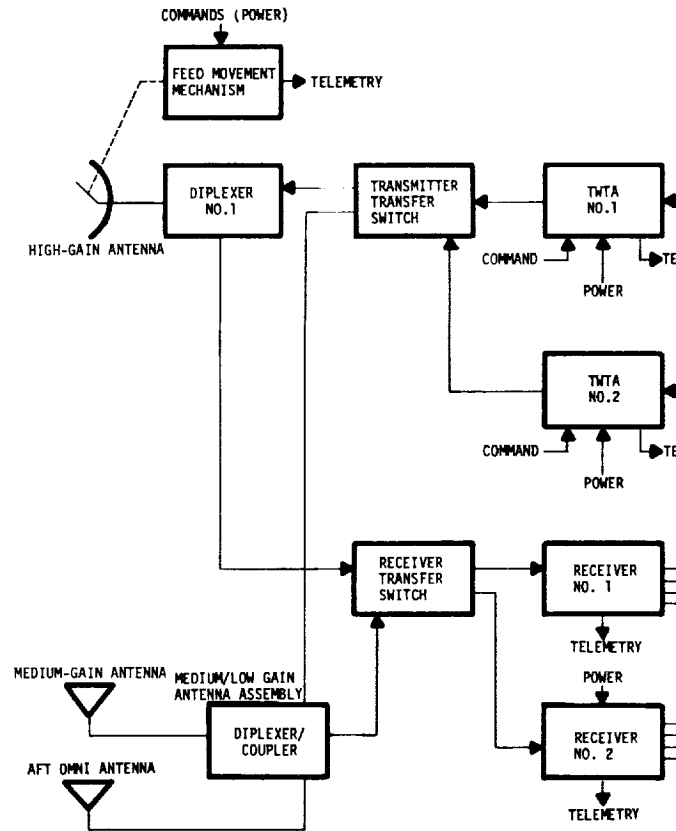 COMMANDS (POWER)
FEED MOVEMENT
MECHANISM
TELEMETRY
HIGH-GAIN ANTENNA
DIPLEXER
NO.1
TRANSMITTER
TRANSFER
SWITCH
TWTA
NO.1
COMMAND
TE
POWER
TWTA
NO.2
COMMAND
TE
POWER
RECEIVER
TRANSFER
SWITCH
RECEIVER
NO. 1
TELEMETRY
POWER
MEDIUM-GAIN ANTENNA
MEDIUM/LOW GAIN
ANTENNA ASSEMBLY
DIPLEXER/
COUPLER
RECEIVER
NO. 2
AFT OMNI ANTENNA
TELEMETRY